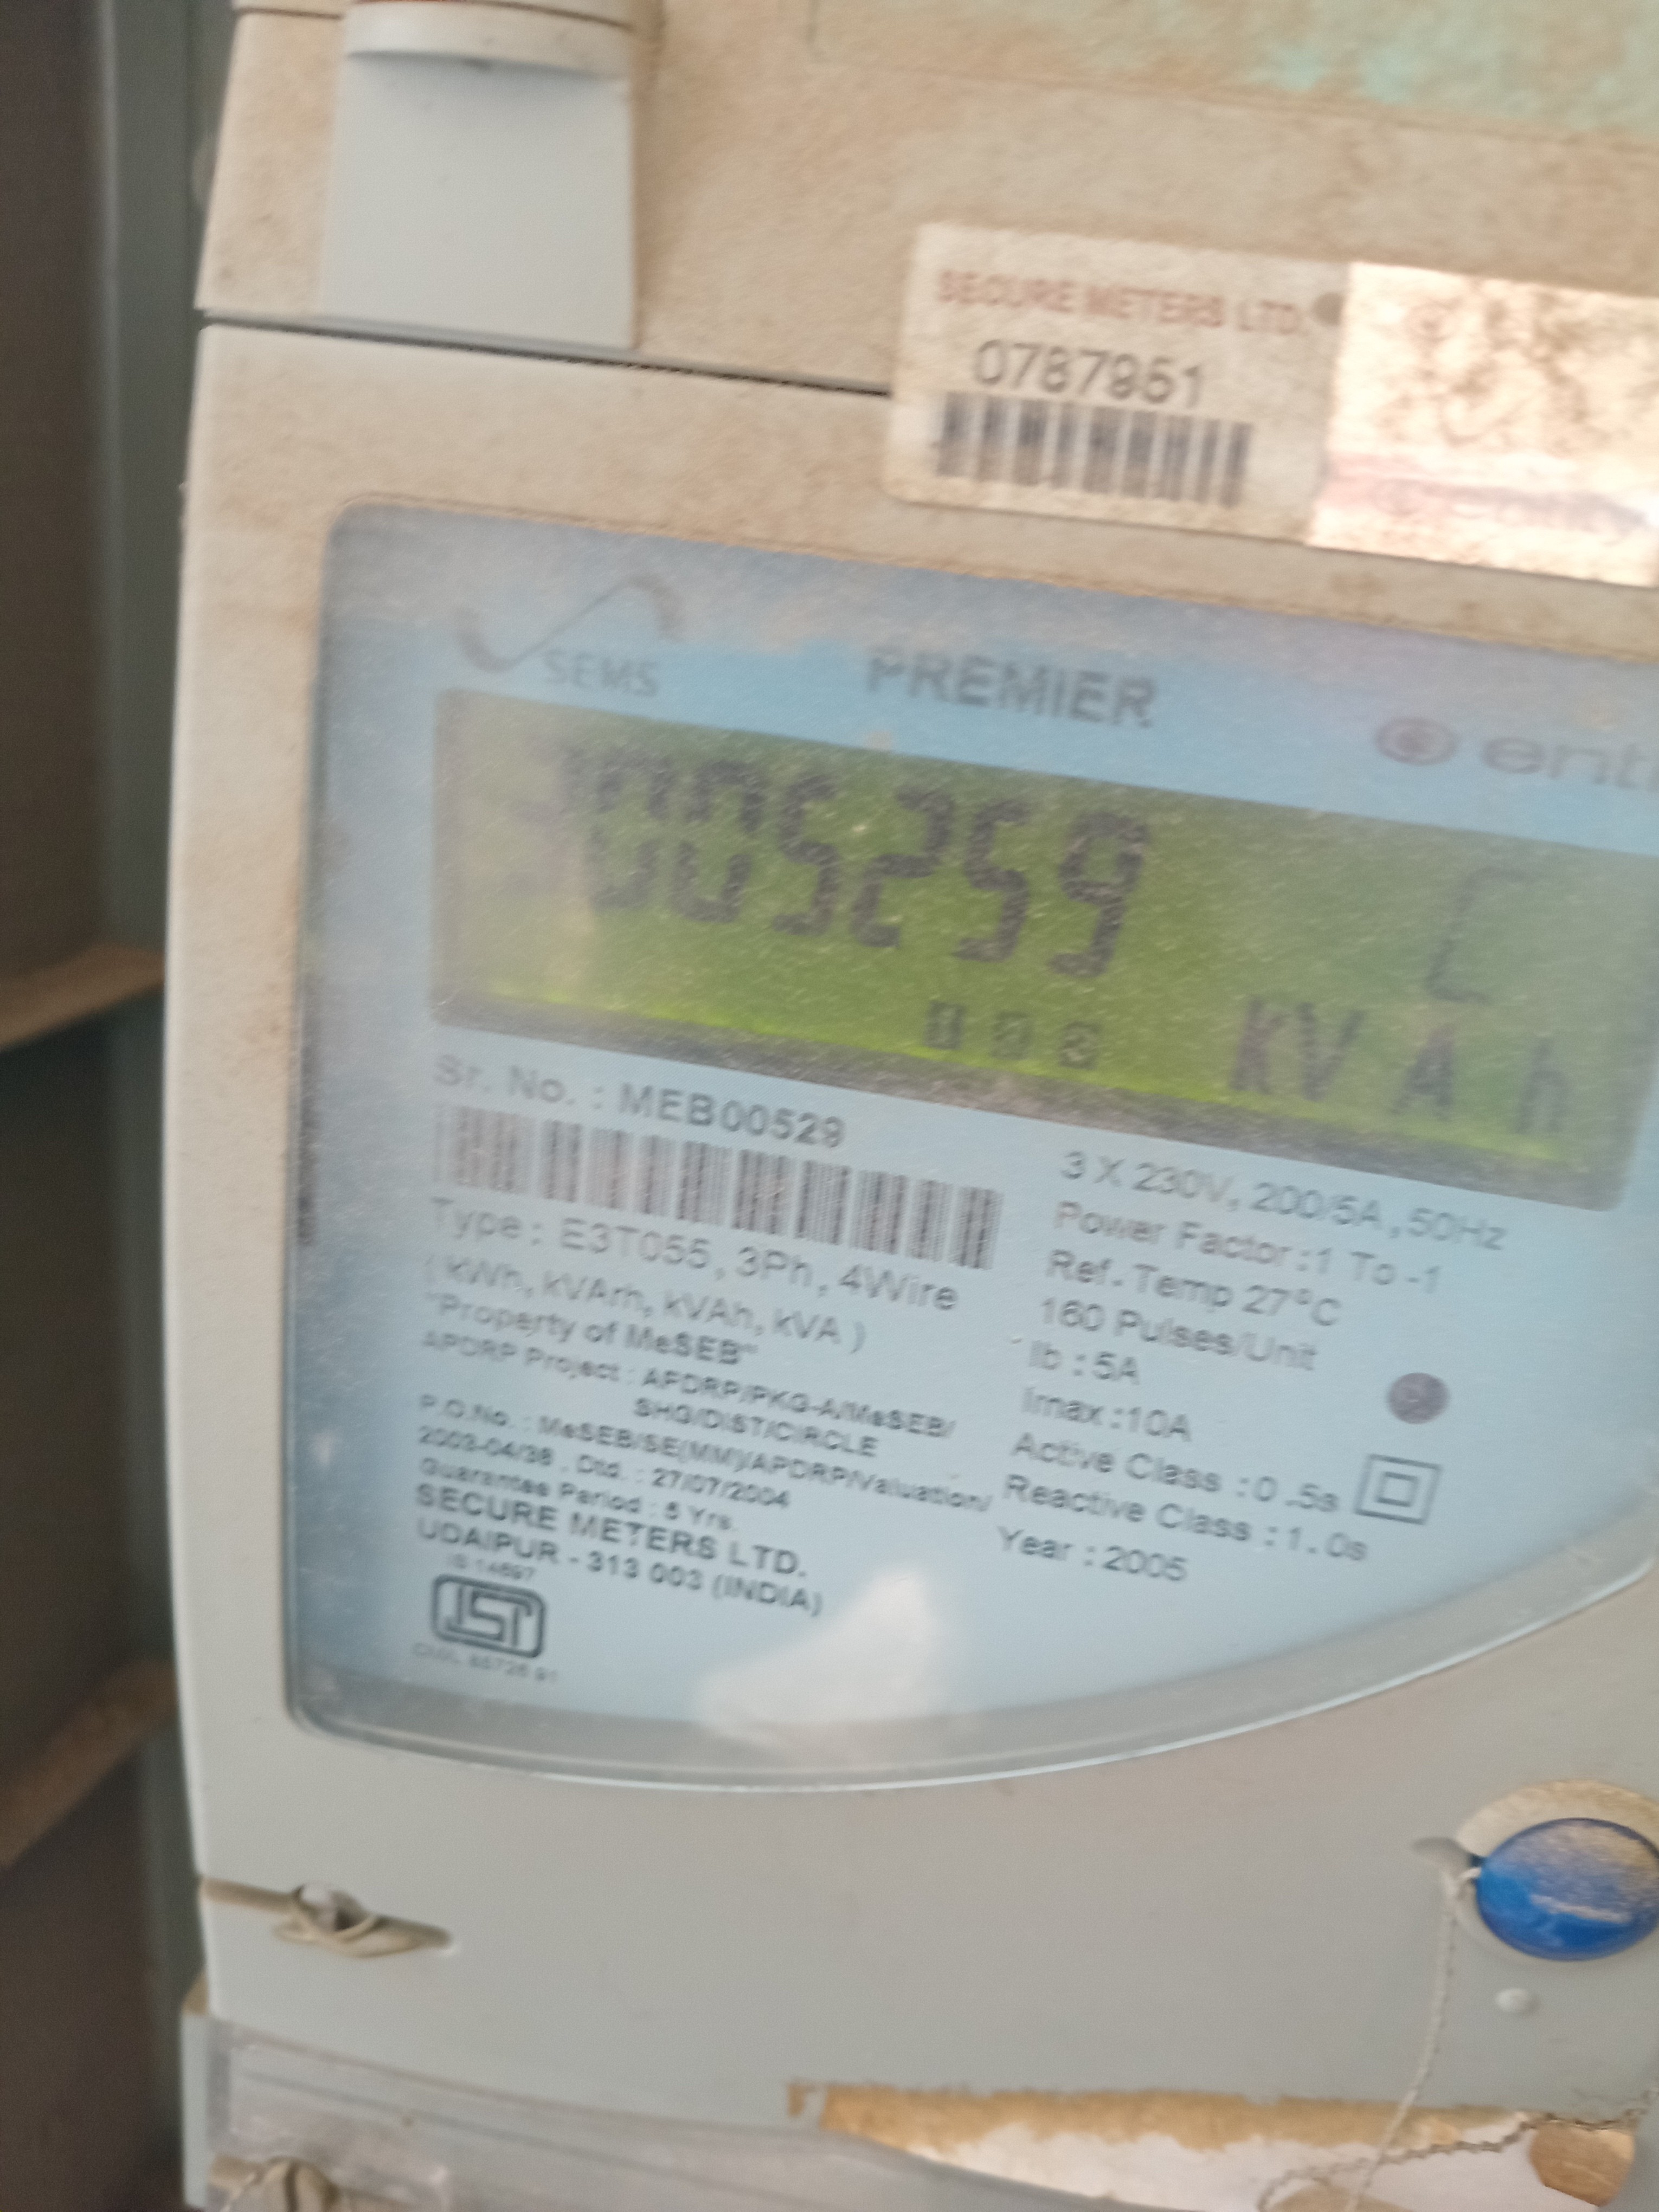 SECURE METERS LTD.
0787951
SEMS
PREMIER
005259
kVAh
Sr. No. : MEB00529
Type : E3T055, 3Ph, 4Wire
( kWh, kVArh, kVAh, kVA )
"Property of MeSEB"
APDRP Project : APDRP/PKG-A/MeSEB/
SHG/DIST/CIRCLE
P.O.No. : MeSEB/SE(MM)/APDRP/Valuation/
2003-04/38 , Dtd. : 27/07/2004
Guarantee Period : 5 Yrs.
SECURE METERS LTD.
UDAIPUR - 313 003 (INDIA)
IS 14697
3 X 230V, 200/5A, 50Hz
Power Factor :1 To -1
Ref. Temp 27°C
160 Pulses/Unit
Ib : 5A
Imax :10A
Active Class : 0 .5s
Reactive Class : 1. 0s
Year : 2005